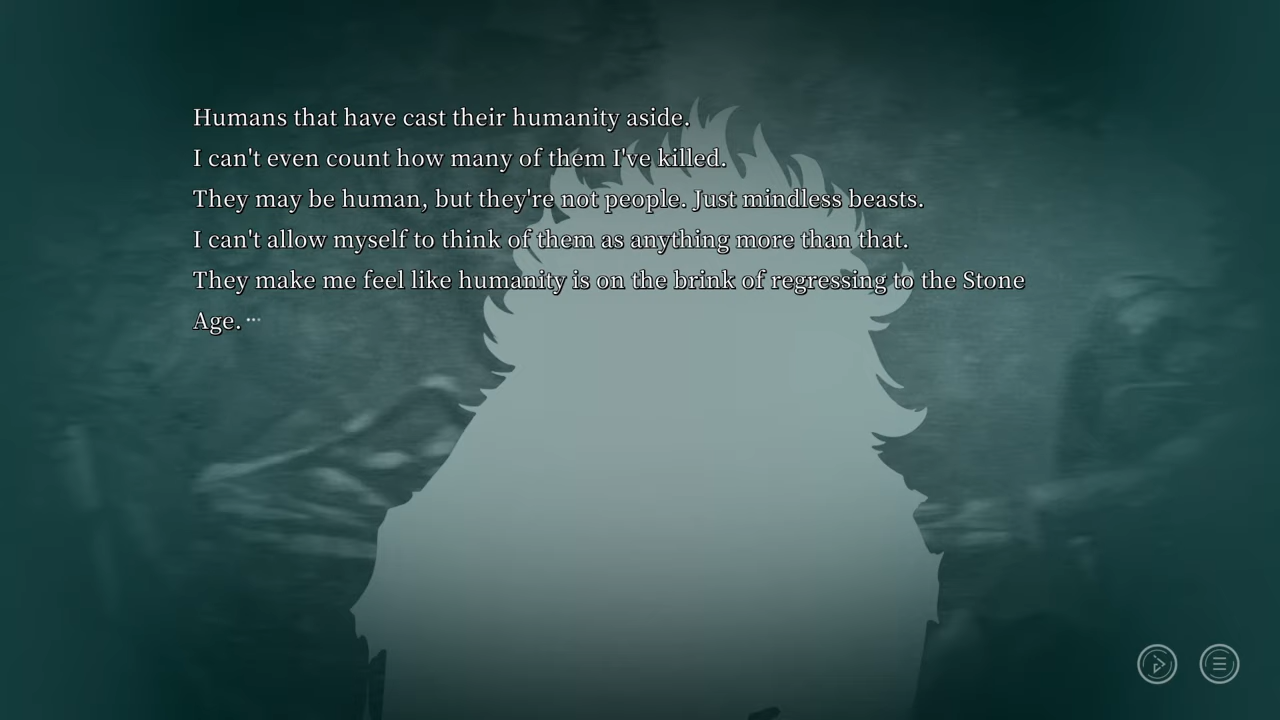 Humans that have cast their humanity aside.
I can't even count how many of them I've killed.
They may be human, but they're not people. Just mindless beasts.
I can't allow myself to think of them as anything more than that.
They make me feel like humanity is on the brink of regressing to the Stone
Age.